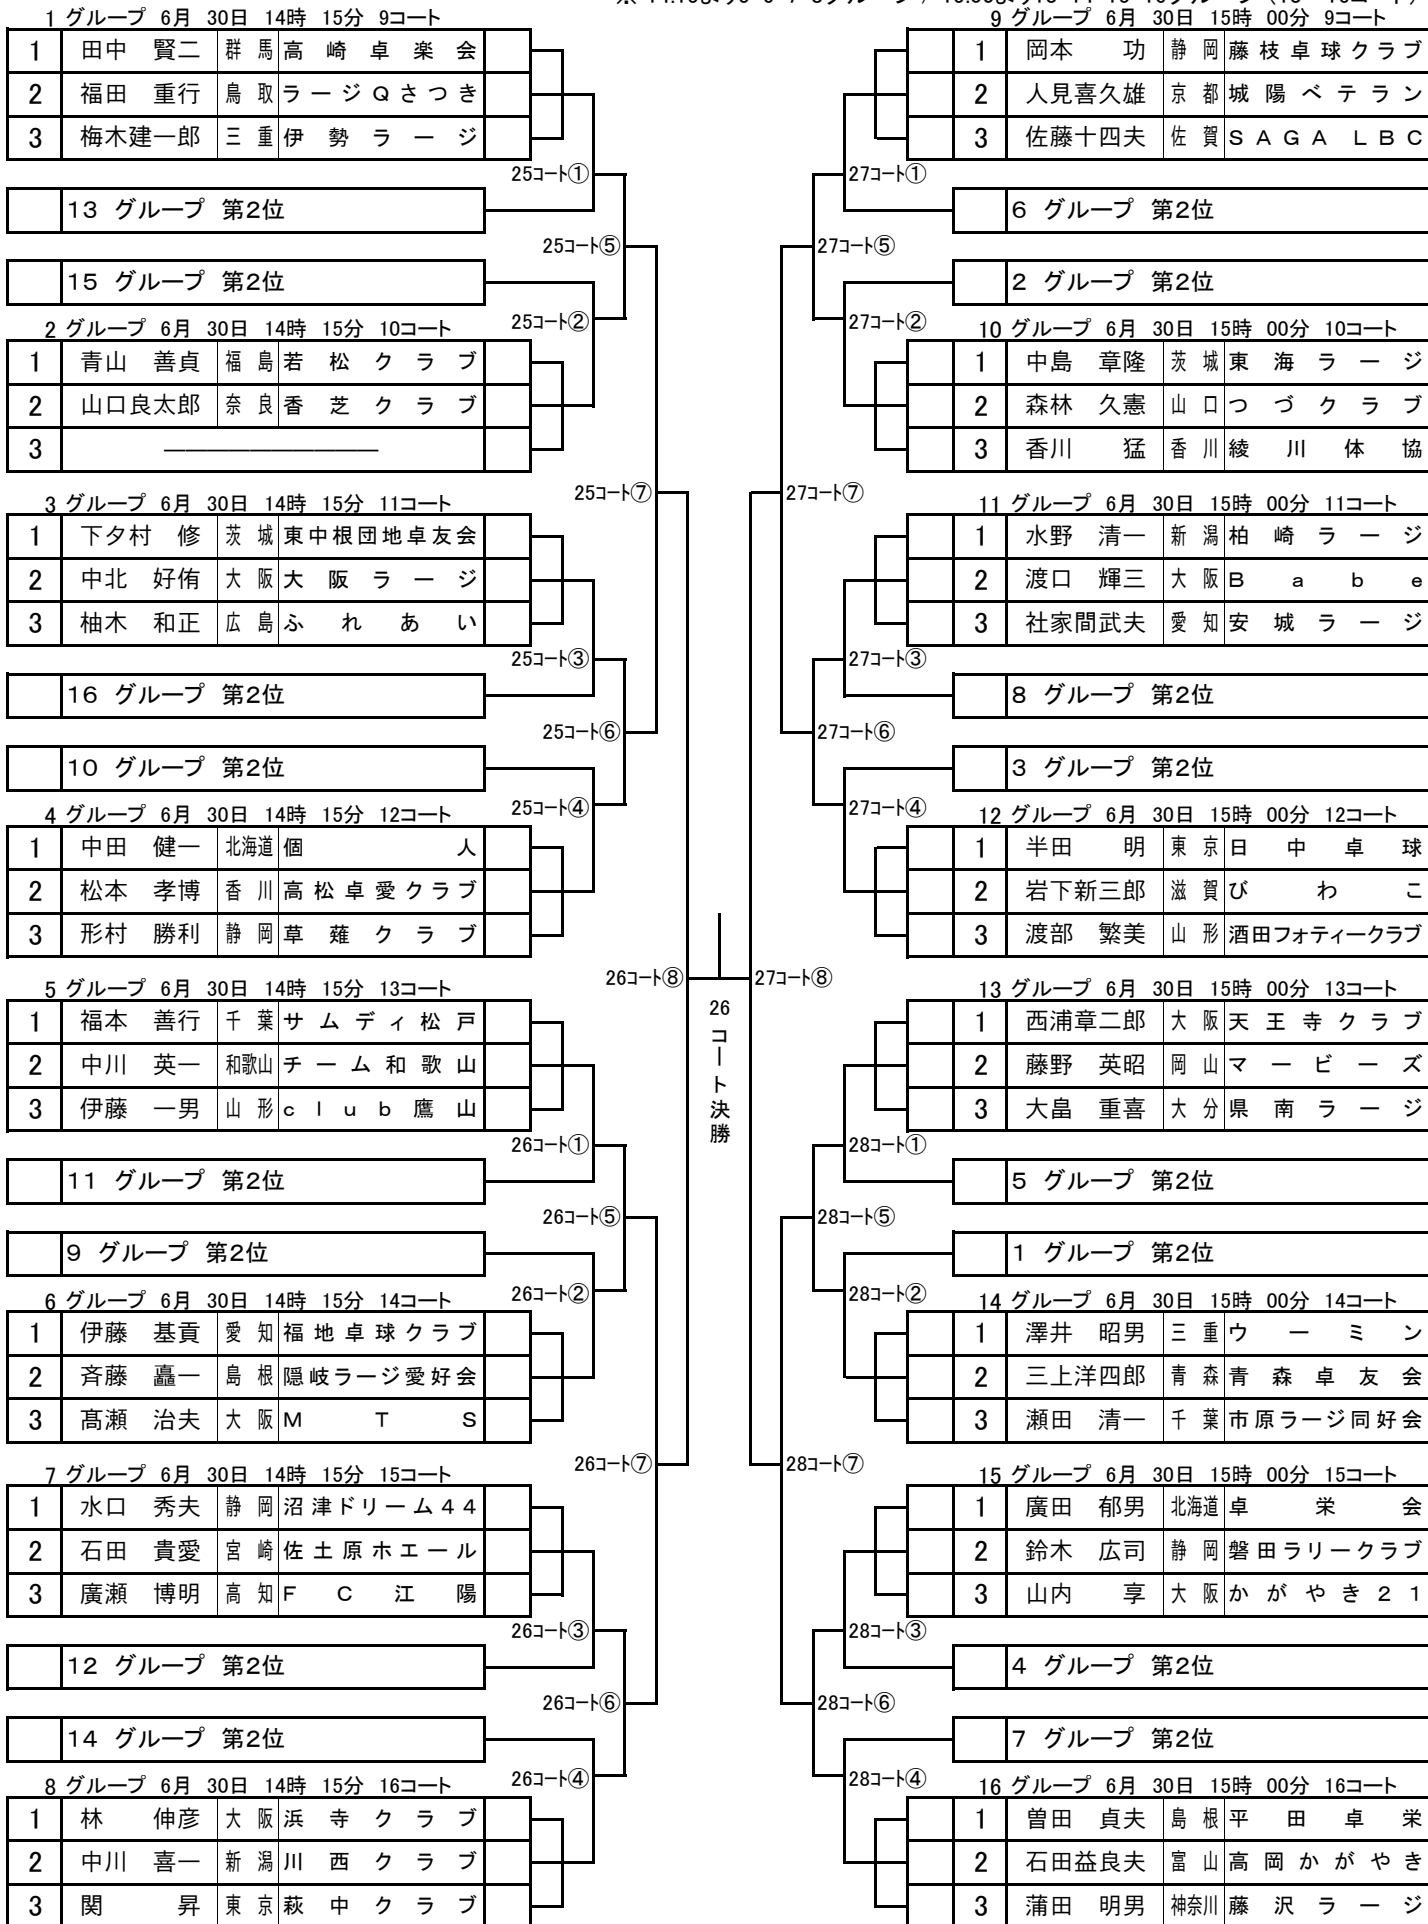 1 グループ 6月 30日 14時 15分 9コート
1 田中 賢二 群馬 高崎卓楽会
2 福田 重行 鳥取 ラージQさつき
3 梅木建一郎 三重 伊勢ラージ
25コート①
13 グループ 第2位
25コート⑤
15 グループ 第2位
25コート②
2 グループ 6月 30日 14時 15分 10コート
1 青山 善貞 福島 若松クラブ
2 山口良太郎 奈良 香芝クラブ
3 ——————————
25コート⑦
3 グループ 6月 30日 14時 15分 11コート
1 下夕村 修 茨城 東中根団地卓友会
2 中北 好侑 大阪 大阪ラージ
3 柚木 和正 広島 ふれあい
25コート③
16 グループ 第2位
25コート⑥
10 グループ 第2位
25コート④
4 グループ 6月 30日 14時 15分 12コート
1 中田 健一 北海道 個人
2 松本 孝博 香川 高松卓愛クラブ
3 形村 勝利 静岡 草薙クラブ
26コート⑧
5 グループ 6月 30日 14時 15分 13コート
1 福本 善行 千葉 サムディ松戸
2 中川 英一 和歌山 チーム和歌山
3 伊藤 一男 山形 club鷹山
26コート①
11 グループ 第2位
26コート⑤
9 グループ 第2位
26コート②
6 グループ 6月 30日 14時 15分 14コート
1 伊藤 基貢 愛知 福地卓球クラブ
2 斉藤 矗一 島根 隠岐ラージ愛好会
3 髙瀬 治夫 大阪 MTS
26コート⑦
7 グループ 6月 30日 14時 15分 15コート
1 水口 秀夫 静岡 沼津ドリーム44
2 石田 貴愛 宮崎 佐土原ホエール
3 廣瀬 博明 高知 FC江陽
26コート③
12 グループ 第2位
26コート⑥
14 グループ 第2位
26コート④
8 グループ 6月 30日 14時 15分 16コート
1 林 伸彦 大阪 浜寺クラブ
2 中川 喜一 新潟 川西クラブ
3 関 昇 東京 萩中クラブ
26コート決勝
9 グループ 6月 30日 15時 00分 9コート
1 岡本 功 静岡 藤枝卓球クラブ
2 人見喜久雄 京都 城陽ベテラン
3 佐藤十四夫 佐賀 SAGA LBC
27コート①
6 グループ 第2位
27コート⑤
2 グループ 第2位
27コート②
10 グループ 6月 30日 15時 00分 10コート
1 中島 章隆 茨城 東海ラージ
2 森林 久憲 山口 つづクラブ
3 香川 猛 香川 綾川体協
27コート⑦
11 グループ 6月 30日 15時 00分 11コート
1 水野 清一 新潟 柏崎ラージ
2 渡口 輝三 大阪 Babe
3 社家間武夫 愛知 安城ラージ
27コート③
8 グループ 第2位
27コート⑥
3 グループ 第2位
27コート④
12 グループ 6月 30日 15時 00分 12コート
1 半田 明 東京 日中卓球
2 岩下新三郎 滋賀 びわこ
3 渡部 繁美 山形 酒田フォティークラブ
27コート⑧
13 グループ 6月 30日 15時 00分 13コート
1 西浦章二郎 大阪 天王寺クラブ
2 藤野 英昭 岡山 マービーズ
3 大畠 重喜 大分 県南ラージ
28コート①
5 グループ 第2位
28コート⑤
1 グループ 第2位
28コート②
14 グループ 6月 30日 15時 00分 14コート
1 澤井 昭男 三重 ウーミン
2 三上洋四郎 青森 青森卓友会
3 瀬田 清一 千葉 市原ラージ同好会
28コート⑦
15 グループ 6月 30日 15時 00分 15コート
1 廣田 郁男 北海道 卓栄会
2 鈴木 広司 静岡 磐田ラリークラブ
3 山内 享 大阪 かがやき21
28コート③
4 グループ 第2位
28コート⑥
7 グループ 第2位
28コート④
16 グループ 6月 30日 15時 00分 16コート
1 曽田 貞夫 島根 平田卓栄
2 石田益良夫 富山 高岡かがやき
3 蒲田 明男 神奈川 藤沢ラージ